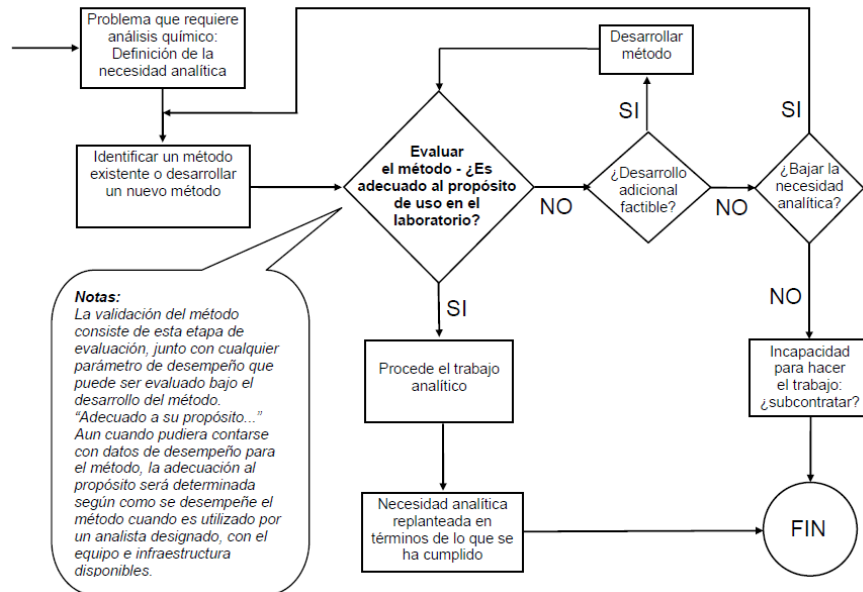 Problema que requiere
análisis químico:
Definición de la
necesidad analítica
Desarrollar
método
SI
SI
Identificar un método
existente o desarrollar
un nuevo método
Evaluar
el método - ¿Es
adecuado al propósito
de uso en el
laboratorio?
NO
¿Desarrollo
adicional
factible?
NO
¿Bajar la
necesidad
analítica?
Notas:
La validación del método
consiste de esta etapa de
evaluación, junto con cualquier
parámetro de desempeño que
puede ser evaluado bajo el
desarrollo del método.
“Adecuado a su propósito...”
Aun cuando pudiera contarse
con datos de desempeño para
el método, la adecuación al
propósito será determinada
según como se desempeñe el
método cuando es utilizado por
un analista designado, con el
equipo e infraestructura
disponibles.
SI
NO
Procede el trabajo
analítico
Incapacidad
para hacer
el trabajo:
¿subcontratar?
Necesidad analítica
replanteada en
términos de lo que se
ha cumplido
FIN